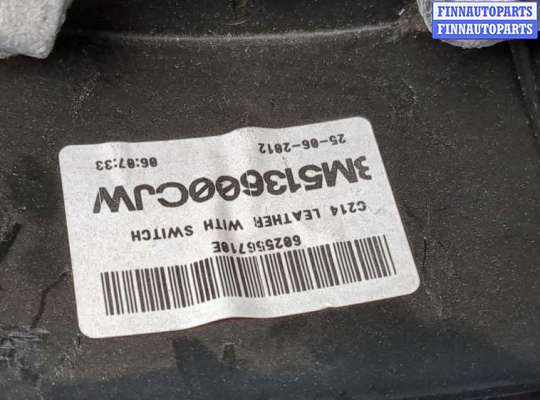 FINNAUTOPARTS
FINNAUTOPARTS
602556710E
C214 LEATHER WITH SWITCH
3M513600CJW
25-06-2012 06:07:33